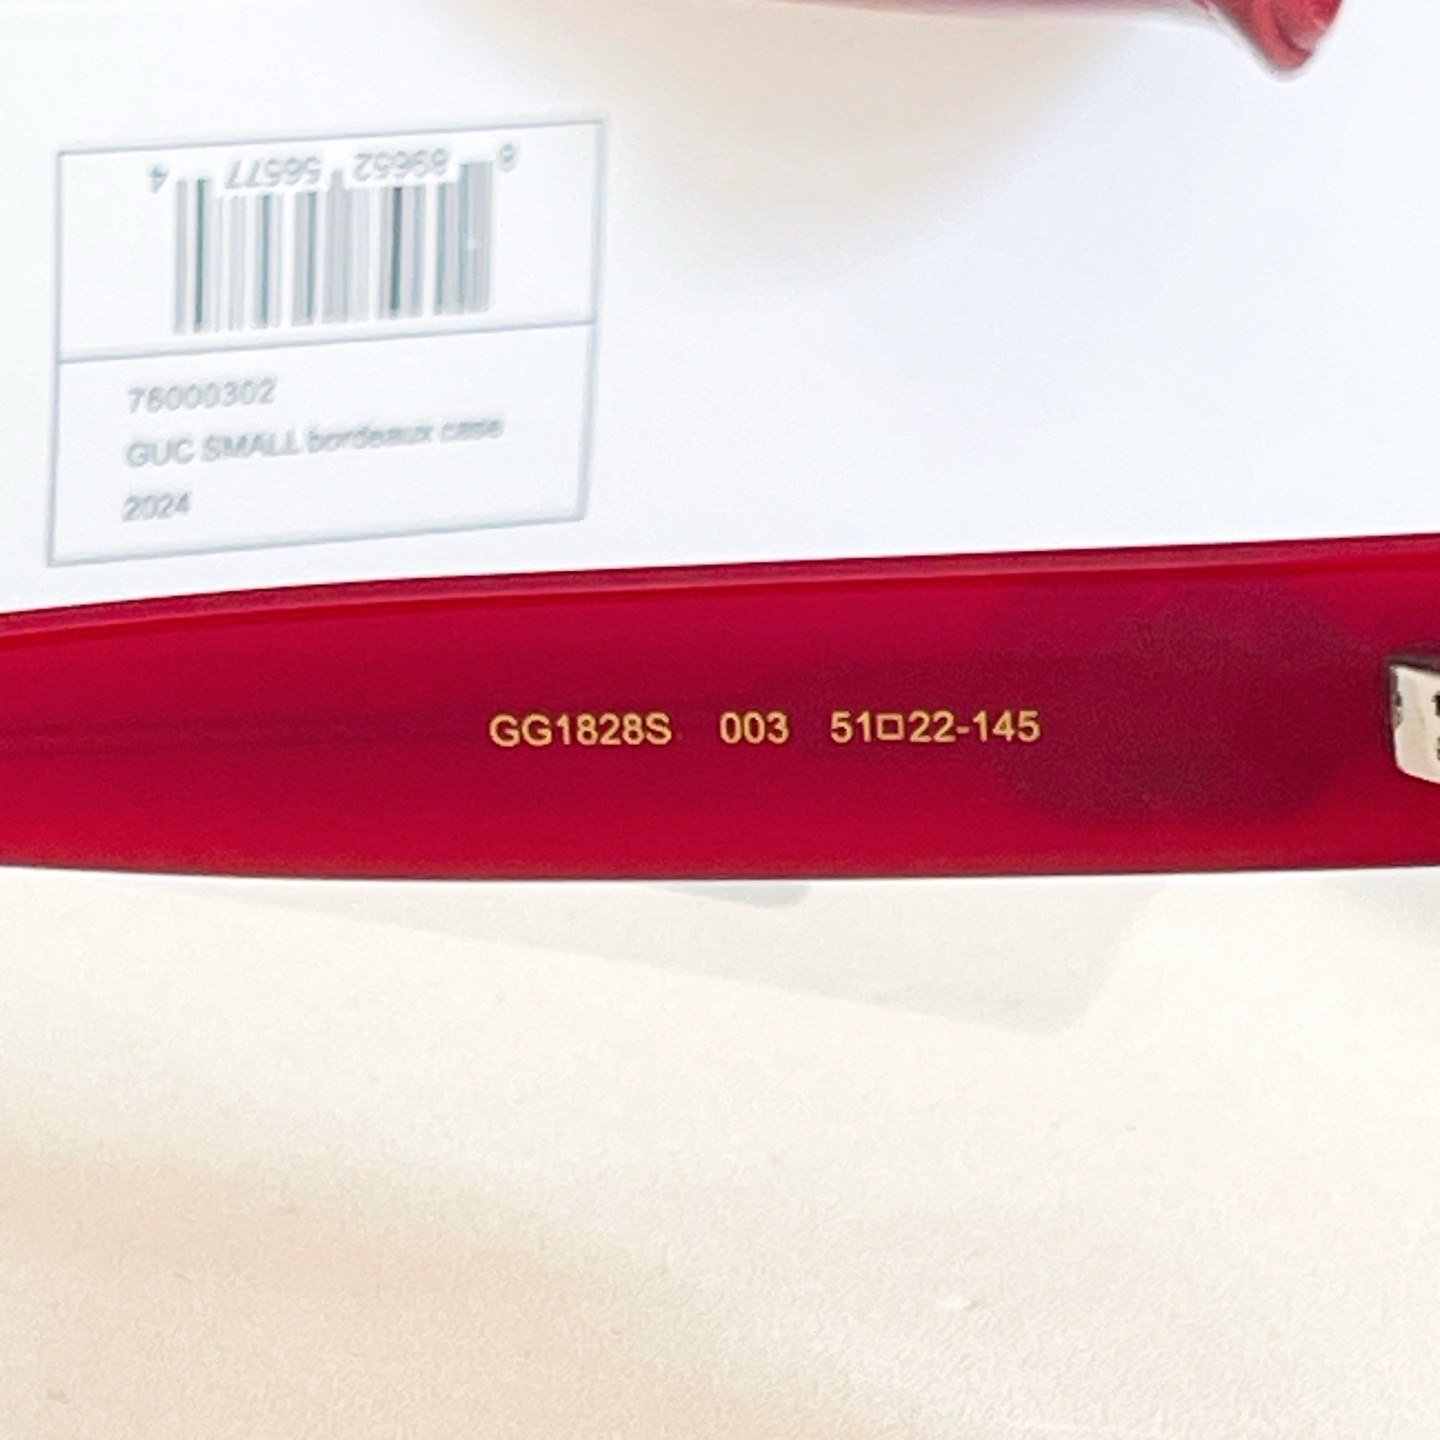 8 89652 56577 4
76000302
GUC SMALL bordeaux case
2024
GG1828S 003 51□22-145